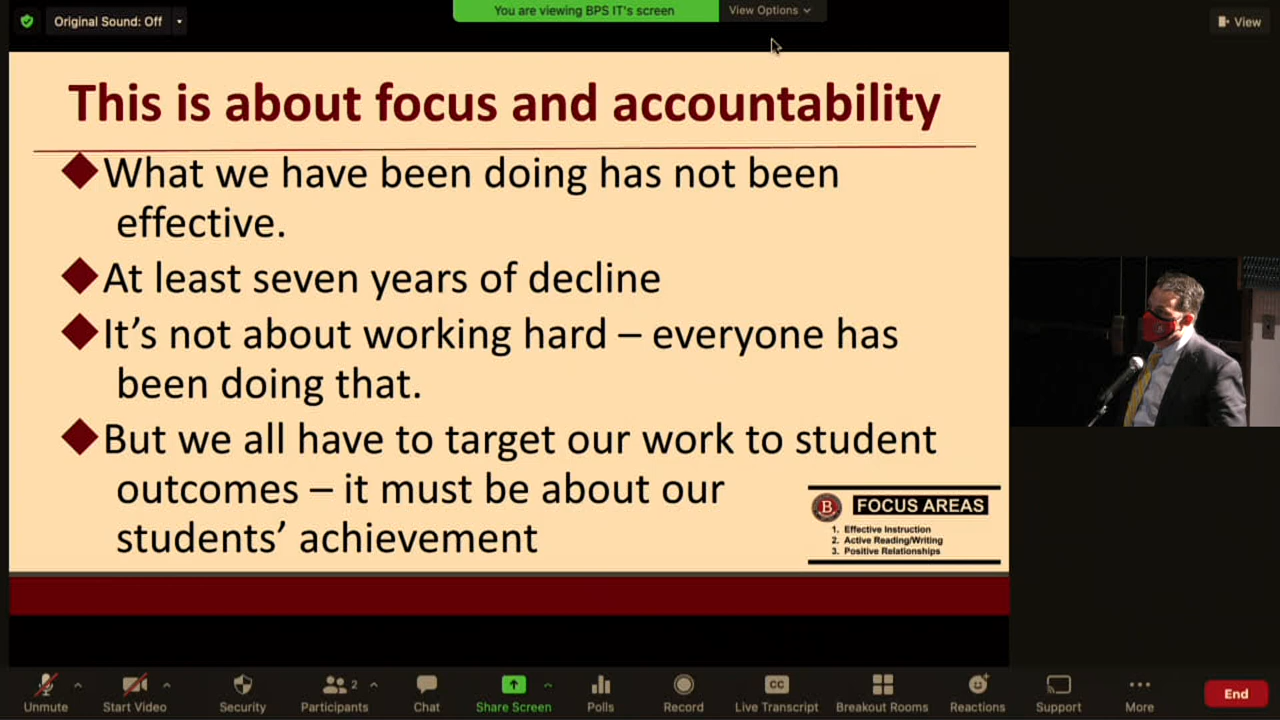 Original Sound: Off
You are viewing BPS IT's screen
View Options
View
This is about focus and accountability
What we have been doing has not been
effective.
At least seven years of decline
It's not about working hard – everyone has
been doing that.
But we all have to target our work to student
outcomes – it must be about our
students' achievement
B
FOCUS AREAS
1. Effective Instruction
2. Active Reading/Writing
3. Positive Relationships
Unmute
Start Video
Security
2
Participants
Chat
Share Screen
Polls
Record
CC
Live Transcript
Breakout Rooms
Reactions
Support
More
End